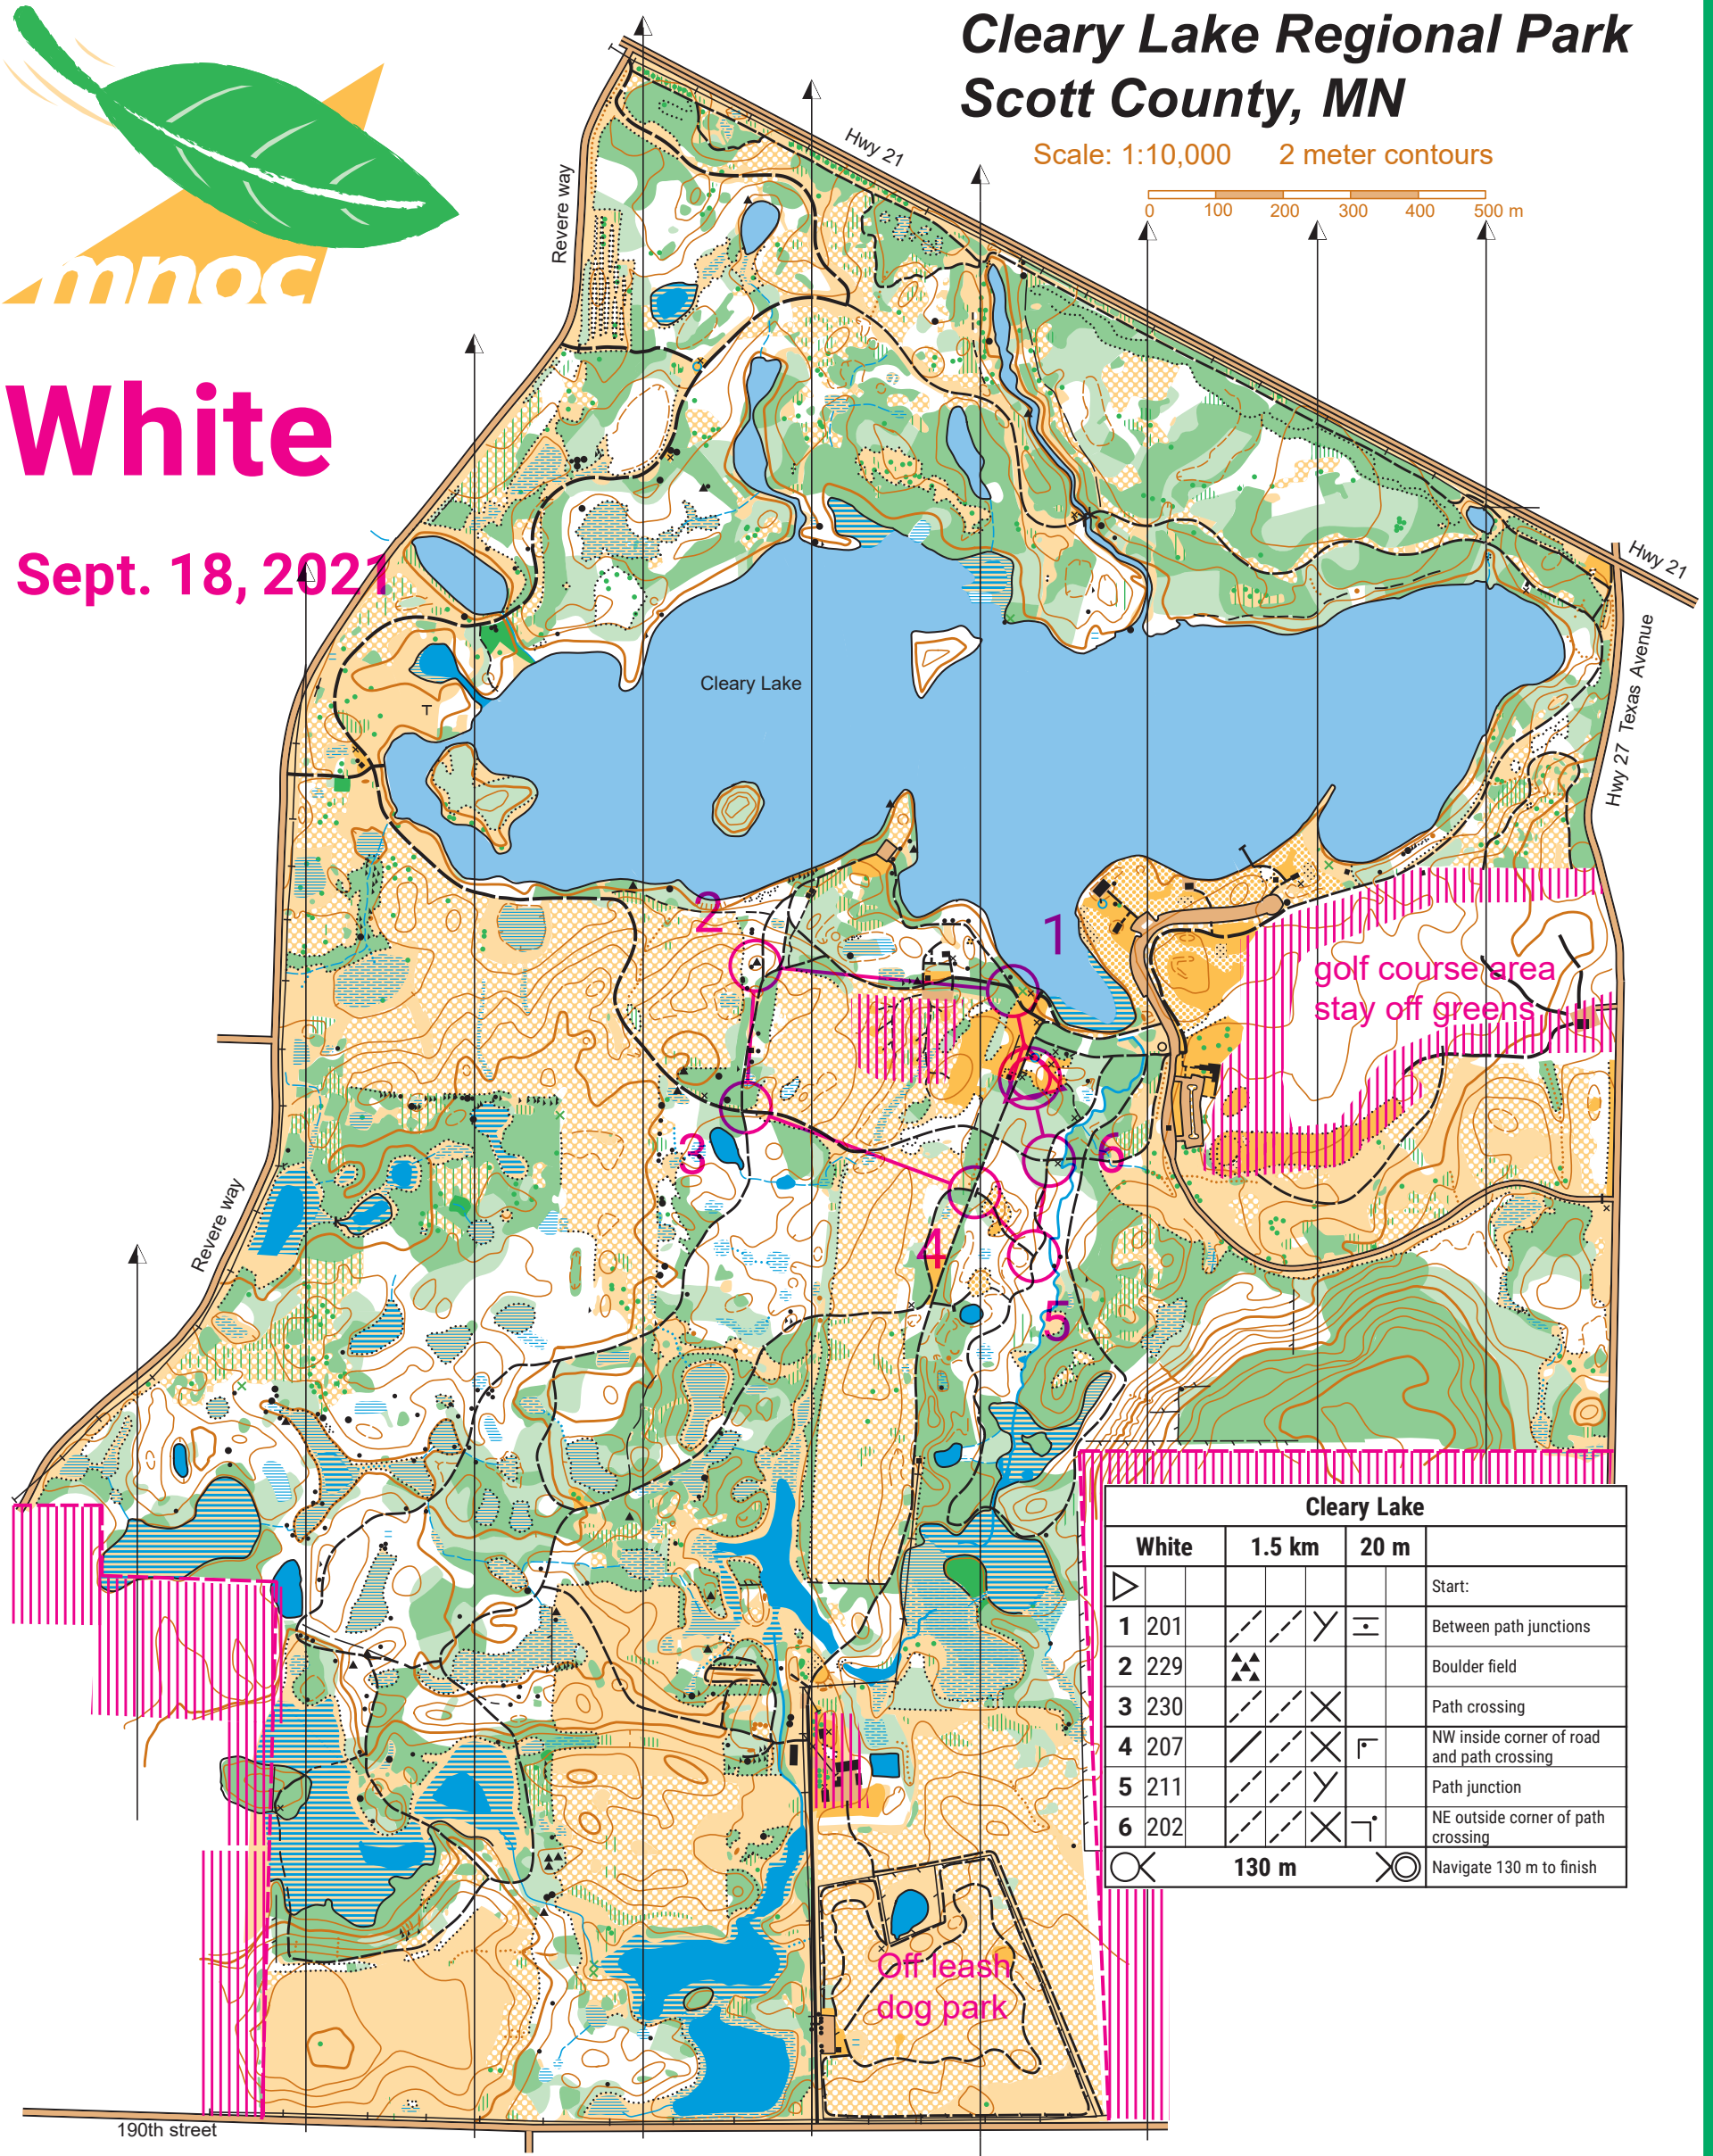 Cleary Lake Regional Park
Scott County, MN
Scale: 1:10,000 2 meter contours
0 100 200 300 400 500 m
mnoc
White
Sept. 18, 2021
Hwy 21
Revere way
Hwy 21
Hwy 27 Texas Avenue
Cleary Lake
2
1
golf course area
stay off greens
3
6
4
5
Revere way
Cleary Lake
White 1.5 km 20 m
Start:
1 201 Between path junctions
2 229 Boulder field
3 230 Path crossing
4 207 NW inside corner of road
and path crossing
5 211 Path junction
6 202 NE outside corner of path
crossing
130 m Navigate 130 m to finish
Off leash
dog park
190th street